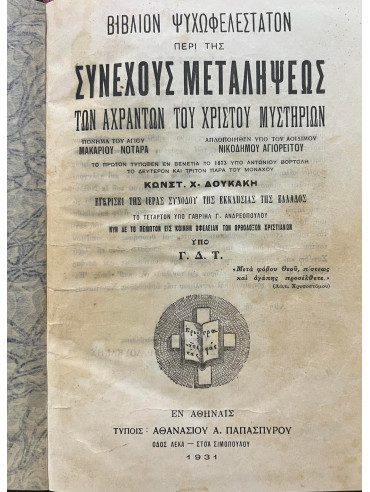 ΒΙΒΛΙΟΝ ΨΥΧΩΦΕΛΕΣΤΑΤΟΝ
ΠΕΡΙ ΤΗΣ
ΣΥΝΕΧΟΥΣ ΜΕΤΑΛΗΨΕΩΣ
ΤΩΝ ΑΧΡΑΝΤΩΝ ΤΟΥ ΧΡΙΣΤΟΥ ΜΥΣΤΗΡΙΩΝ
ΠΟΝΗΜΑ ΤΟΥ ΑΓΙΟΥ
ΜΑΚΑΡΙΟΥ ΝΟΤΑΡΑ
ΑΠΛΟΠΟΙΗΘΕΝ ΥΠΟ ΤΟΥ ΑΟΙΔΙΜΟΥ
ΝΙΚΟΔΗΜΟΥ ΑΓΙΟΡΕΙΤΟΥ
ΤΟ ΠΡΩΤΟΝ ΤΥΠΩΘΕΝ ΕΝ ΒΕΝΕΤΙΑ ΤΟ 1873 ΥΠΟ ΑΝΤΩΝΙΟΥ ΒΟΡΤΟΛΗ
ΤΟ ΔΕΥΤΕΡΟΝ ΚΑΙ ΤΡΙΤΟΝ ΠΑΡΑ ΤΟΥ ΜΟΝΑΧΟΥ
ΚΩΝΣΤ. Χ. ΔΟΥΚΑΚΗ
ΕΓΚΡΙΣΕΙ ΤΗΣ ΙΕΡΑΣ ΣΥΝΟΔΟΥ ΤΗΣ ΕΚΚΛΗΣΙΑΣ ΤΗΣ ΕΛΛΑΔΟΣ
ΤΟ ΤΕΤΑΡΤΟΝ ΥΠΟ ΓΑΒΡΙΗΛ Γ. ΑΝΔΡΕΟΠΟΥΛΟΥ
ΝΥΝ ΔΕ ΤΟ ΠΕΜΠΤΟΝ ΕΙΣ ΚΟΙΝΗΝ ΩΦΕΛΕΙΑΝ ΤΩΝ ΟΡΘΟΔΟΞΩΝ ΧΡΙΣΤΙΑΝΩΝ
ΥΠΟ
Γ. Δ. Τ.
«Μετὰ φόβου Θεοῦ, πίστεως
καὶ ἀγάπης προσέλθετε.»
ΕΝ ΑΘΗΝΑΙΣ
ΤΥΠΟΙΣ: ΑΘΑΝΑΣΙΟΥ Α. ΠΑΠΑΣΠΥΡΟΥ
ΟΔΟΣ ΛΕΚΑ — ΣΤΟΑ ΣΙΜΟΠΟΥΛΟΥ
1931